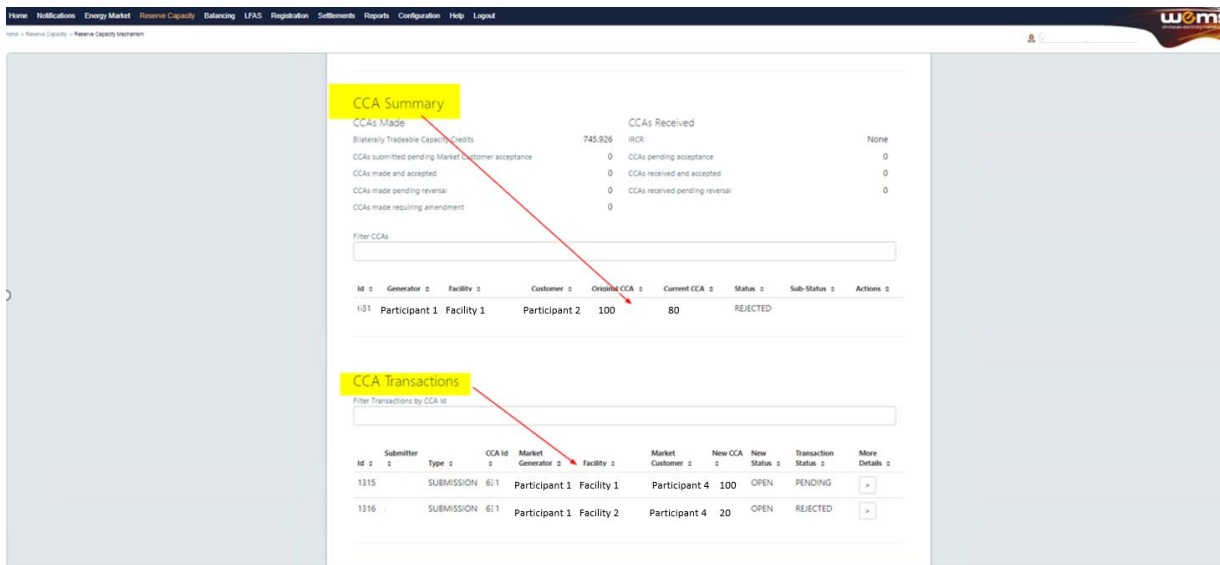 Home Notifications Energy Market Reserve Capacity Balancing LFAS Registration Settlements Reports Configuration Help Logout
Home > Reserve Capacity > Reserve Capacity Mechanism
wems
CCA Summary
CCAs Made CCAs Received
Bilaterally Tradeable Capacity Credits 745.926 IRCR None
CCAs submitted pending Market Customer acceptance 0 CCAs pending acceptance 0
CCAs made and accepted 0 CCAs received and accepted 0
CCAs made pending reversal 0 CCAs received pending reversal 0
CCAs made requiring amendment 0
Filter CCAs
Id Generator Facility Customer Original CCA Current CCA Status Sub-Status Actions
631 Participant 1 Facility 1 Participant 2 100 80 REJECTED
CCA Transactions
Filter Transactions by CCA Id
Id Submitter Type CCA Id Market Generator Facility Market Customer New CCA New Status Transaction Status More Details
1315 SUBMISSION 631 Participant 1 Facility 1 Participant 4 100 OPEN PENDING >
1316 SUBMISSION 631 Participant 1 Facility 2 Participant 4 20 OPEN REJECTED >